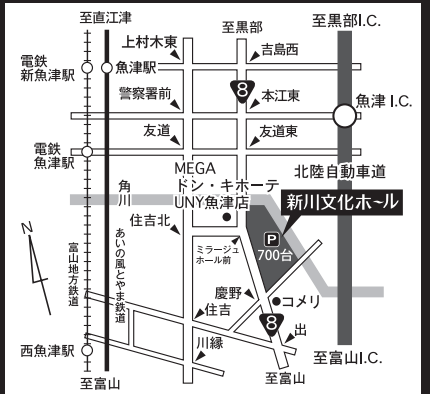 至直江津
至黒部
至黒部I.C.
上村木東
吉島西
電鉄
新魚津駅
魚津駅
8
警察署前
本江東
魚津 I.C.
友道
友道東
電鉄
魚津駅
MEGA
ドン・キホーテ
UNY魚津店
北陸自動車道
角川
新川文化ホール
住吉北
P
700台
ミラージュ
ホール前
N
富山地方鉄道
あいの風とやま鉄道
慶野
コメリ
住吉
8
出
川縁
西魚津駅
至富山
至富山
至富山I.C.